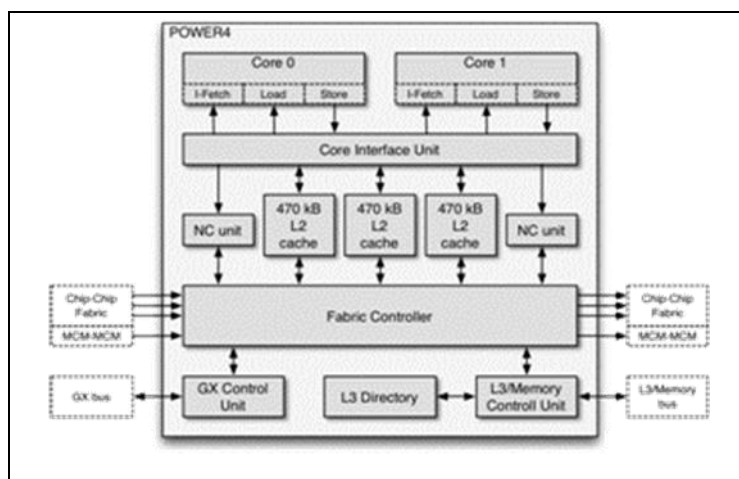 POWER4
Core 0
Core 1
I-Fetch
Load
Store
I-Fetch
Load
Store
Core Interface Unit
NC unit
470 kB
L2
cache
470 kB
L2
cache
470 kB
L2
cache
NC unit
Chip-Chip
Fabric
MCM-MCM
Fabric Controller
Chip-Chip
Fabric
MCM-MCM
GX bus
GX Control
Unit
L3 Directory
L3/Memory
Controll Unit
L3/Memory
bus